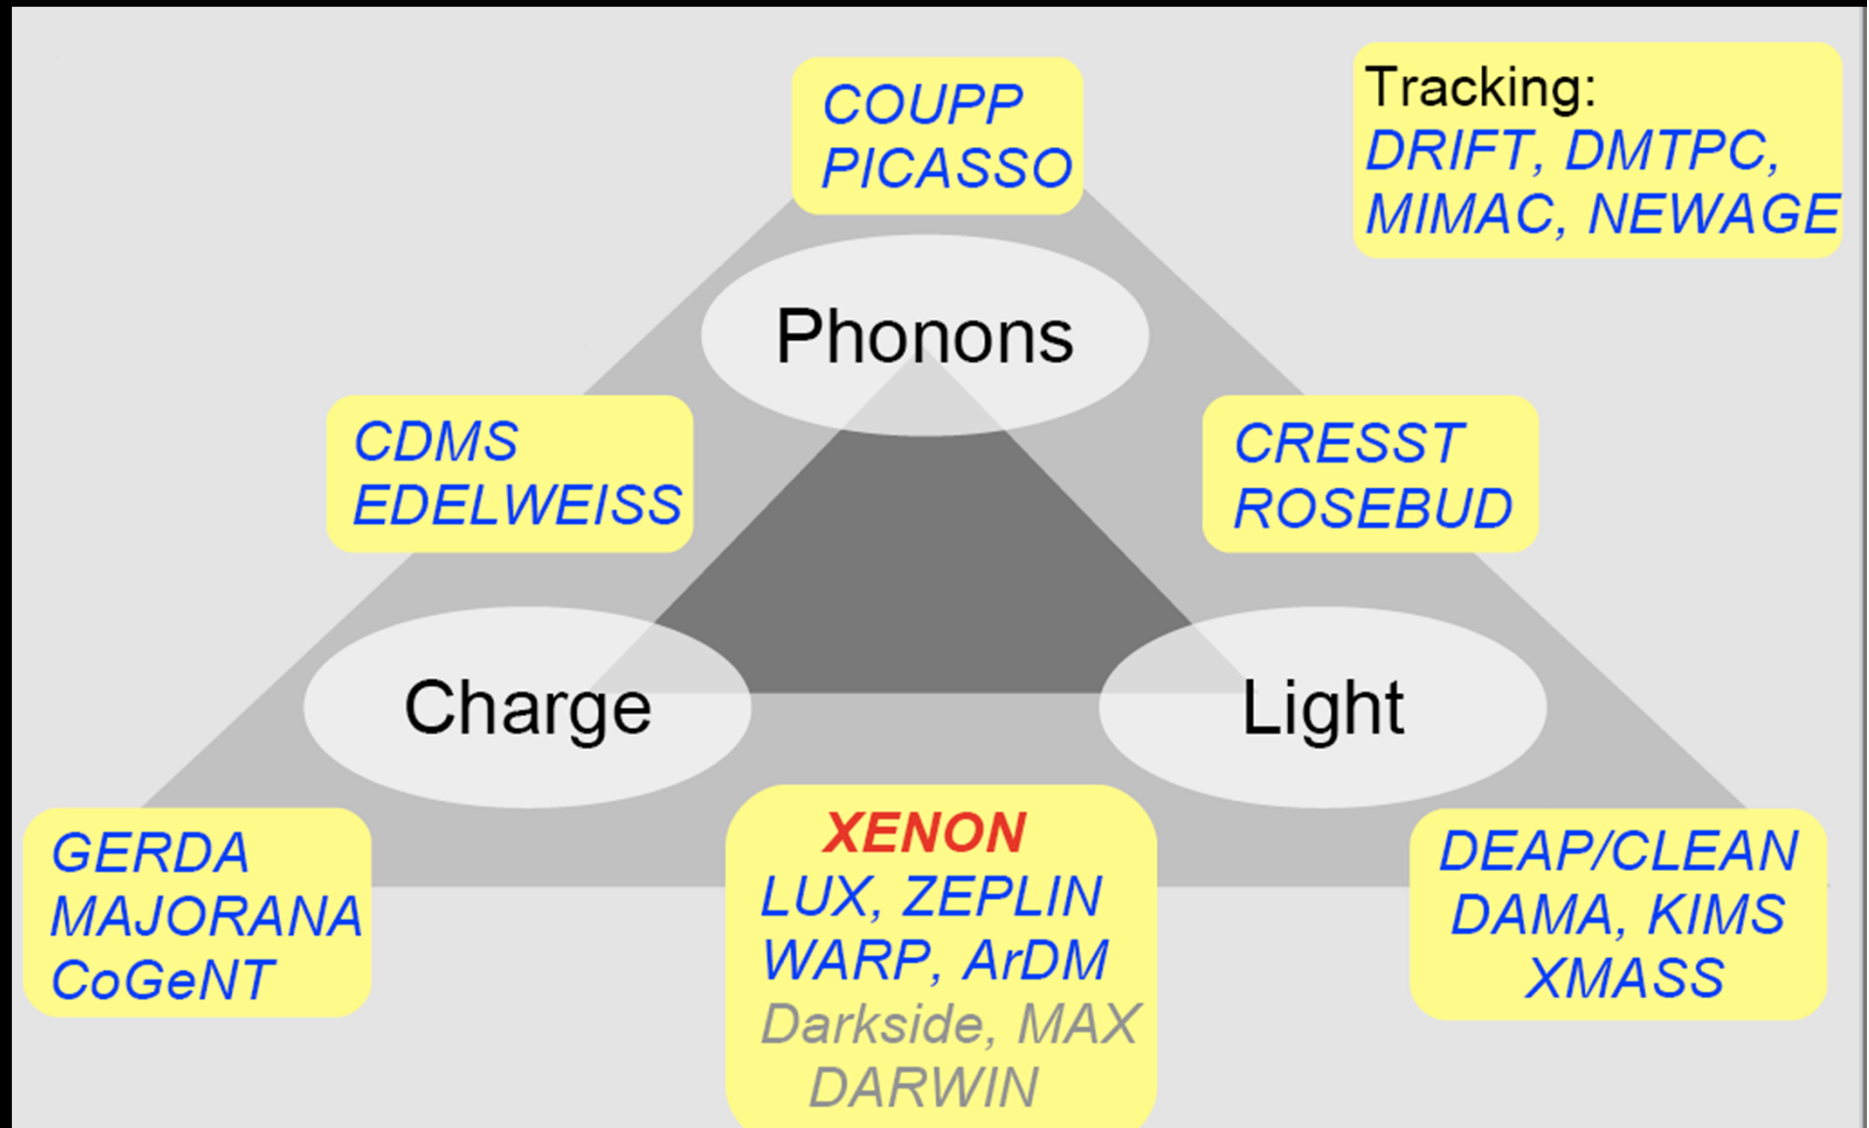 COUPP
PICASSO
Tracking:
DRIFT, DMTPC,
MIMAC, NEWAGE
Phonons
CDMS
EDELWEISS
CRESST
ROSEBUD
Charge
Light
GERDA
MAJORANA
CoGeNT
XENON
LUX, ZEPLIN
WARP, ArDM
Darkside, MAX
DARWIN
DEAP/CLEAN
DAMA, KIMS
XMASS